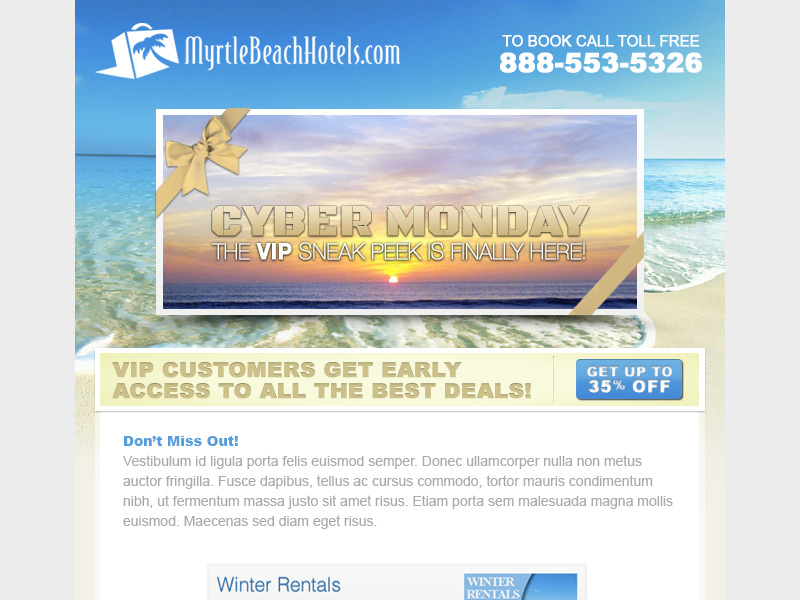 MyrtleBeachHotels.com
TO BOOK CALL TOLL FREE
888-553-5326
CYBER MONDAY
THE VIP SNEAK PEEK IS FINALLY HERE!
VIP CUSTOMERS GET EARLY
ACCESS TO ALL THE BEST DEALS!
GET UP TO
35% OFF
Don’t Miss Out!
Vestibulum id ligula porta felis euismod semper. Donec ullamcorper nulla non metus
auctor fringilla. Fusce dapibus, tellus ac cursus commodo, tortor mauris condimentum
nibh, ut fermentum massa justo sit amet risus. Etiam porta sem malesuada magna mollis
euismod. Maecenas sed diam eget risus.
Winter Rentals
WINTER
RENTALS